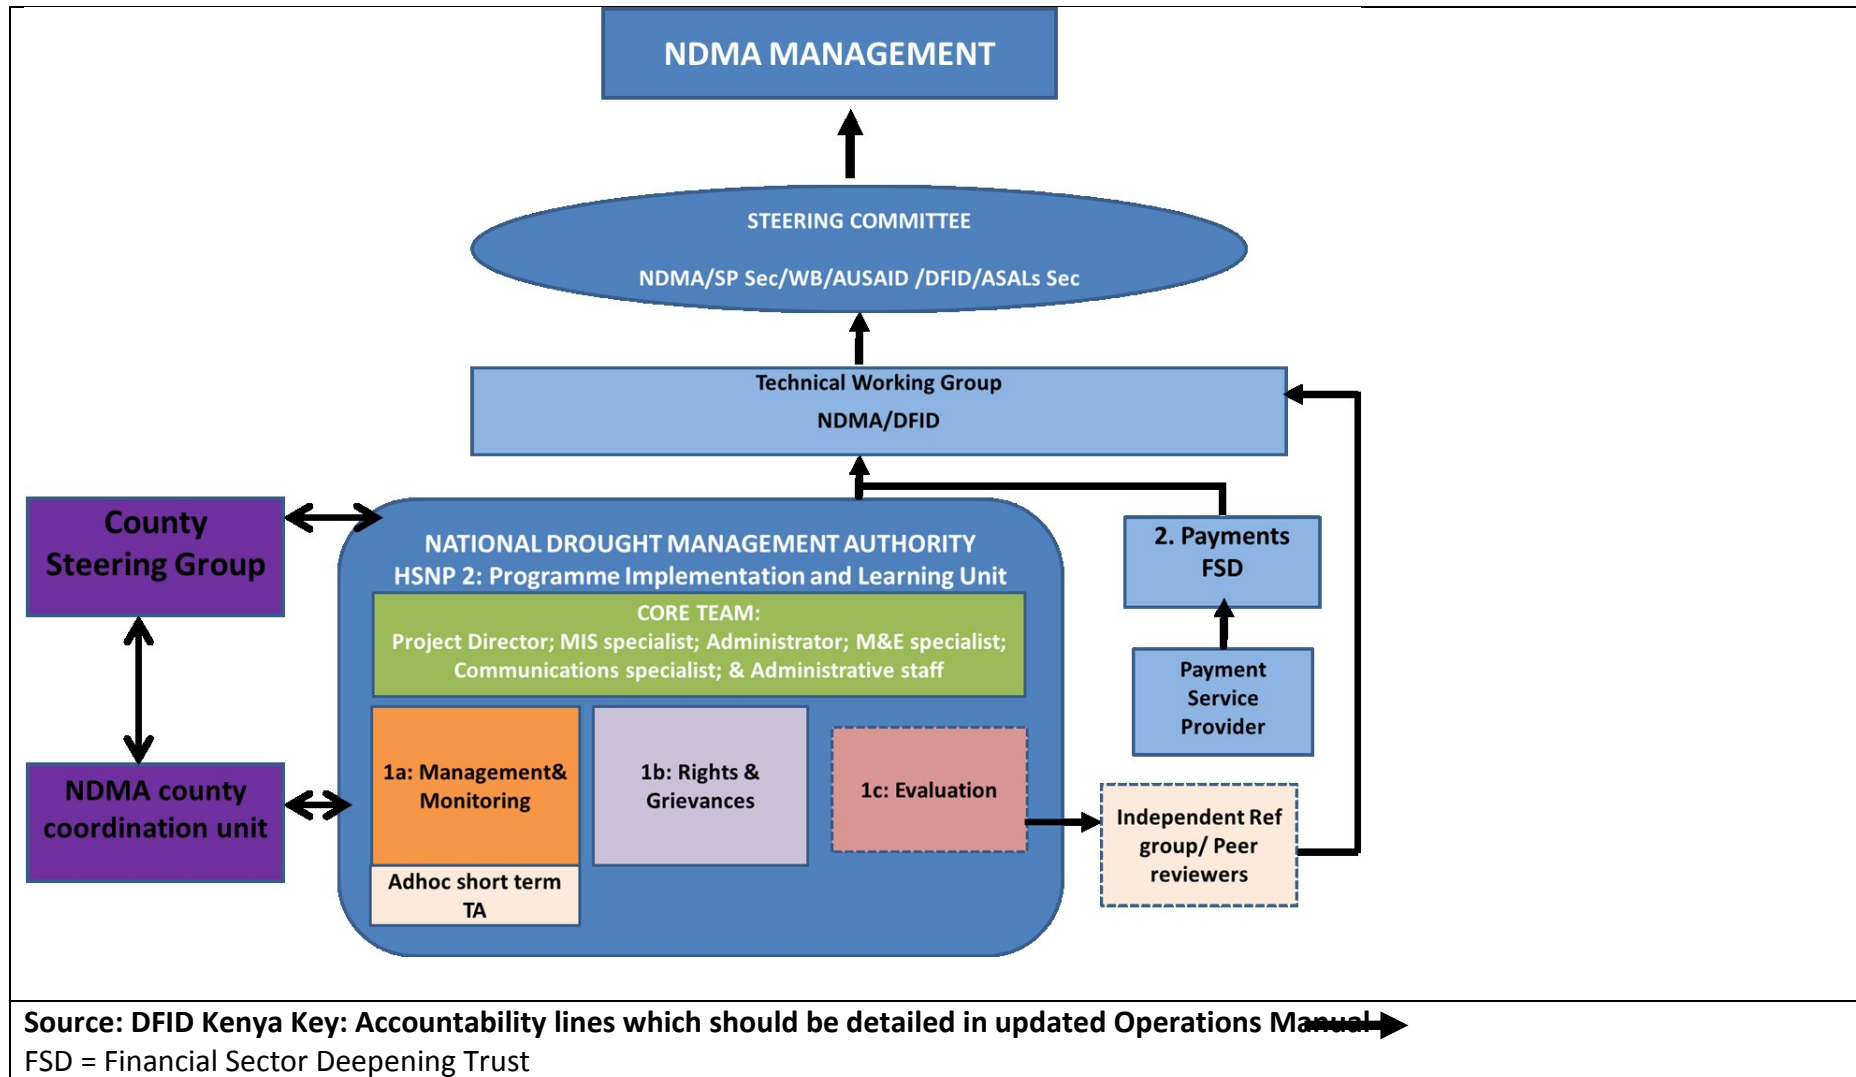 NDMA MANAGEMENT
STEERING COMMITTEE
NDMA/SP Sec/WB/AUSAID /DFID/ASALs Sec
Technical Working Group
NDMA/DFID
County
Steering Group
NATIONAL DROUGHT MANAGEMENT AUTHORITY
HSNP 2: Programme Implementation and Learning Unit
CORE TEAM:
Project Director; MIS specialist; Administrator; M&E specialist;
Communications specialist; & Administrative staff
2. Payments
FSD
Payment
Service
Provider
NDMA county
coordination unit
1a: Management&
Monitoring
1b: Rights &
Grievances
1c: Evaluation
Adhoc short term
TA
Independent Ref
group/ Peer
reviewers
Source: DFID Kenya Key: Accountability lines which should be detailed in updated Operations Manual
FSD = Financial Sector Deepening Trust